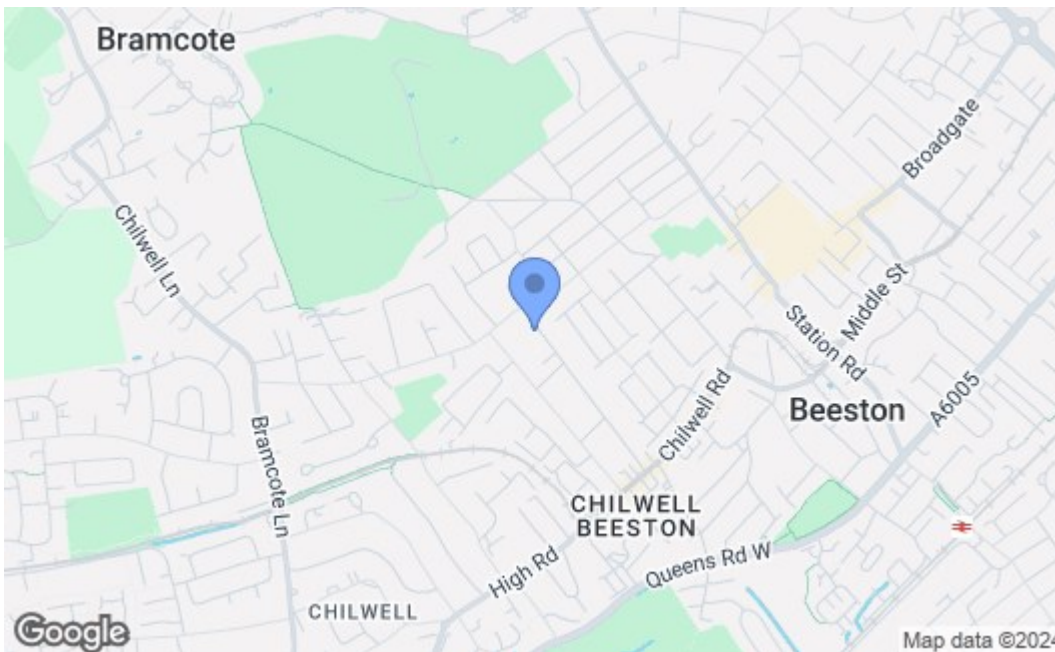 Bramcote
Broadgate
Chilwell Ln
Middle St
Station Rd
A6005
Chilwell Rd
Beeston
Bramcote Ln
CHILWELL
BEESTON
High Rd
Queens Rd W
CHILWELL
Google
Map data ©2024